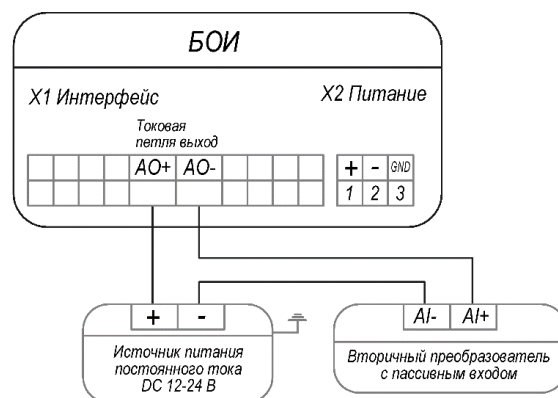 БОИ
X1 Интерфейс
X2 Питание
Токовая
петля выход
AO+ AO-
+ - GND
1 2 3
+ -
Источник питания
постоянного тока
DC 12-24 В
AI- AI+
Вторичный преобразователь
с пассивным входом